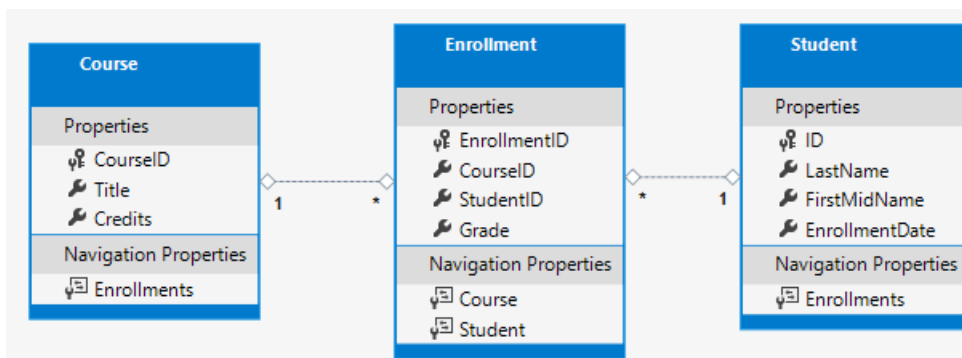 Course
Properties
CourseID
Title
Credits
Navigation Properties
Enrollments
1
*
Enrollment
Properties
EnrollmentID
CourseID
StudentID
Grade
Navigation Properties
Course
Student
*
1
Student
Properties
ID
LastName
FirstMidName
EnrollmentDate
Navigation Properties
Enrollments